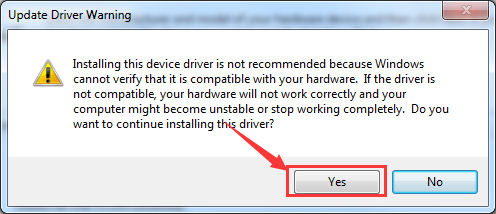 Update Driver Warning
Installing this device driver is not recommended because Windows
cannot verify that it is compatible with your hardware.  If the driver
is not compatible, your hardware will not work correctly and your
computer might become unstable or stop working completely.  Do you
want to continue installing this driver?
Yes
No